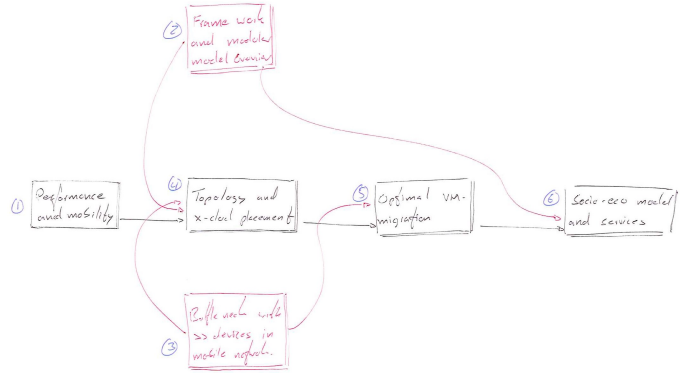 ②
Frame work
and modular
model Overview
①
Performance
and mobility
④
Topology and
x-cloud placement
⑤
Optimal VM-
migration
⑥
Socio-eco model
and services
③
Bottleneck with
>> devices in
mobile network.